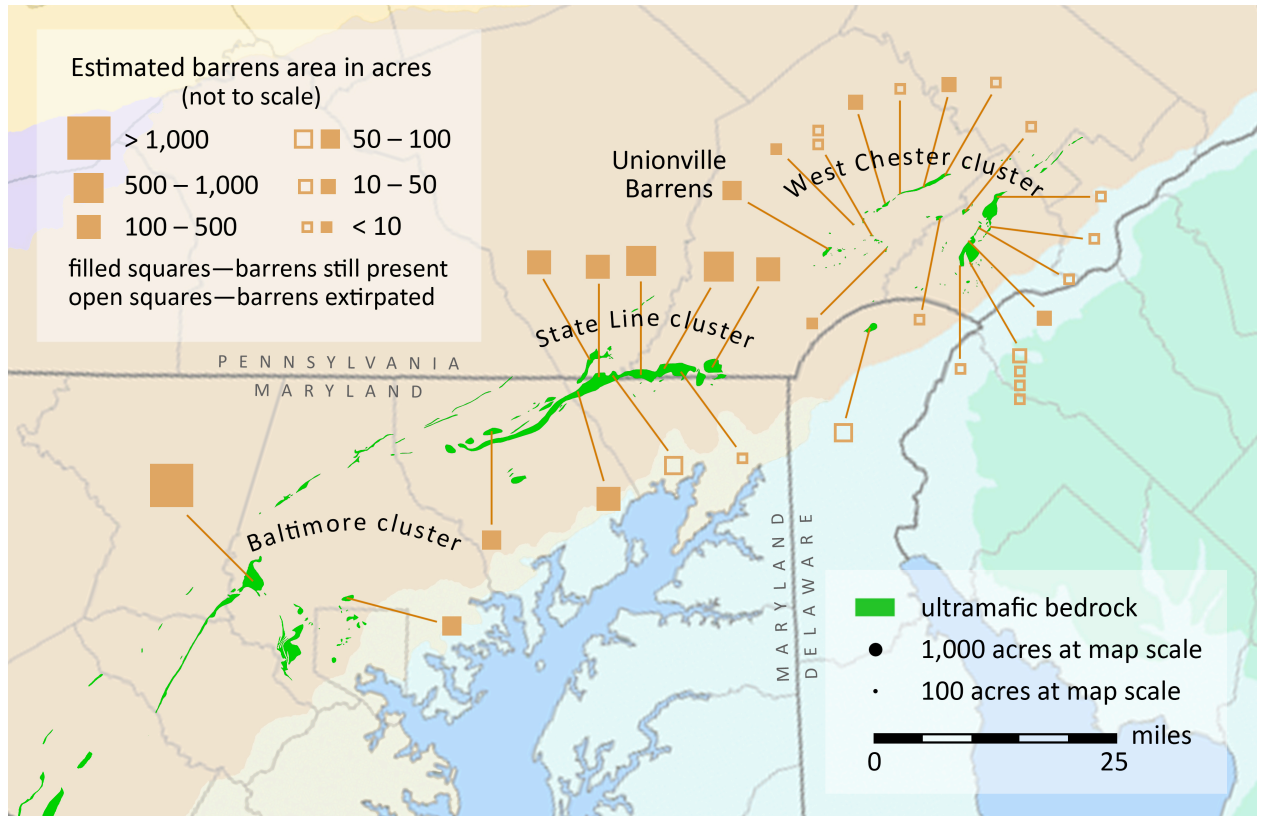 Estimated barrens area in acres
(not to scale)
> 1,000
50 – 100
500 – 1,000
10 – 50
100 – 500
< 10
filled squares—barrens still present
open squares—barrens extirpated
Unionville
Barrens
West Chester cluster
State Line cluster
PENNSYLVANIA
MARYLAND
Baltimore cluster
MARYLAND
DELAWARE
ultramafic bedrock
1,000 acres at map scale
100 acres at map scale
miles
0
25